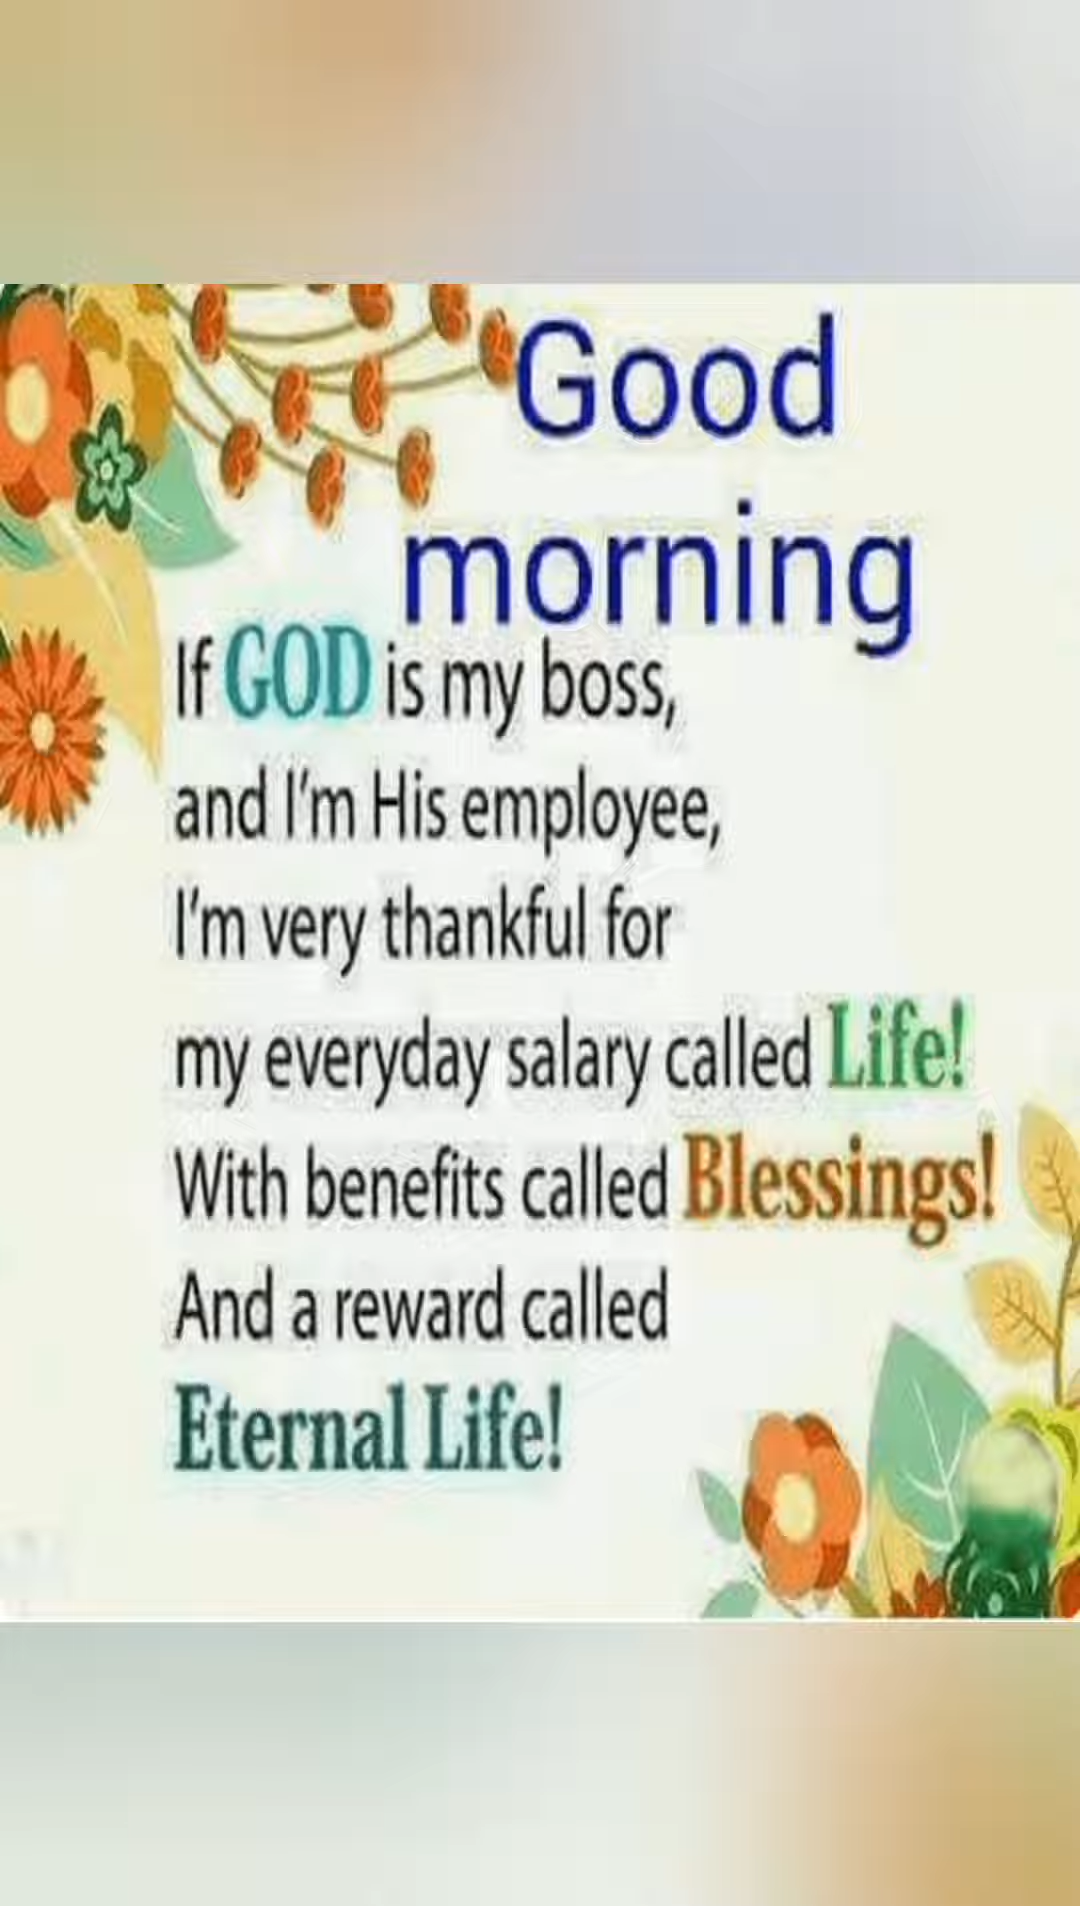 Good
morning
If GOD is my boss,
and I'm His employee,
I'm very thankful for
my everyday salary called Life!
With benefits called Blessings!
And a reward called
Eternal Life!